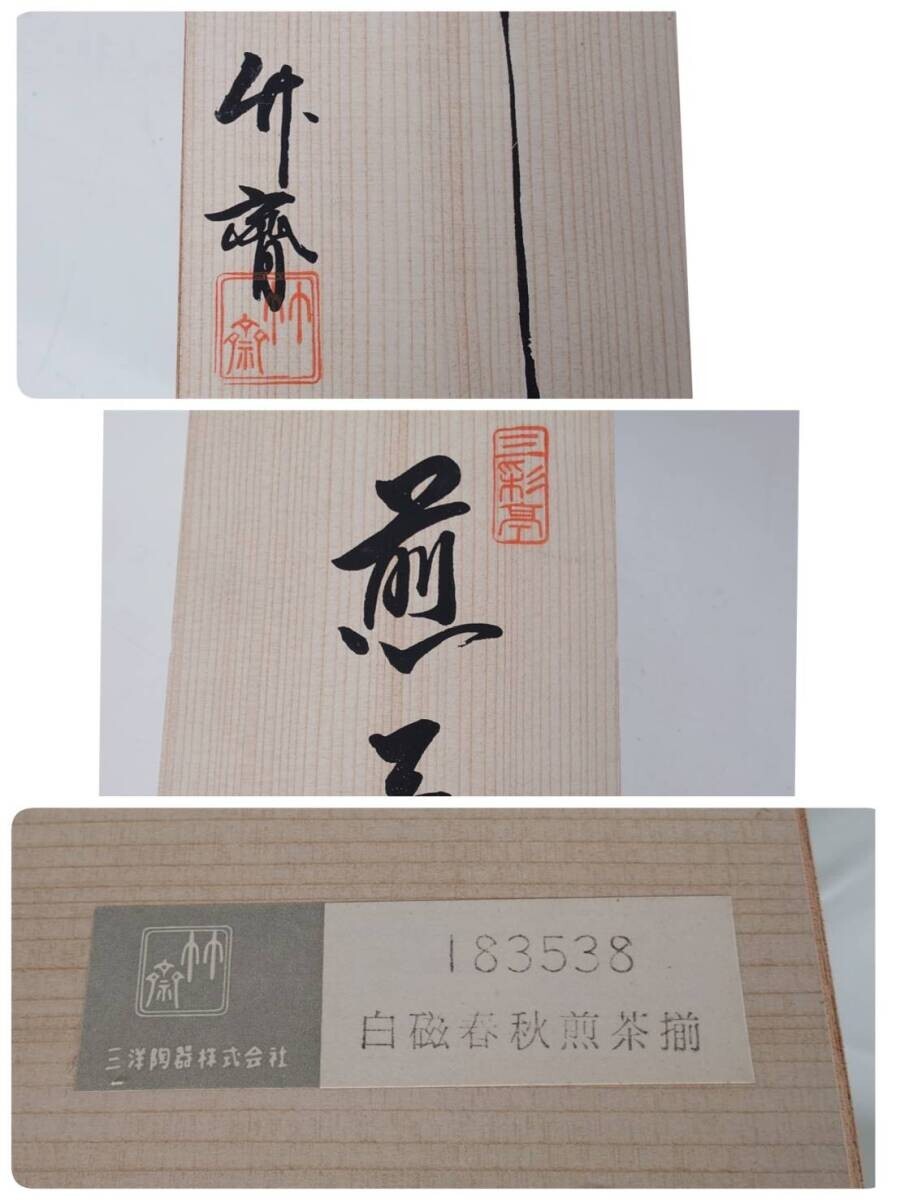 竹
齋
竹齋
三彩亭
煎
竹齋
三洋陶器株式会社
183538
白磁春秋煎茶揃